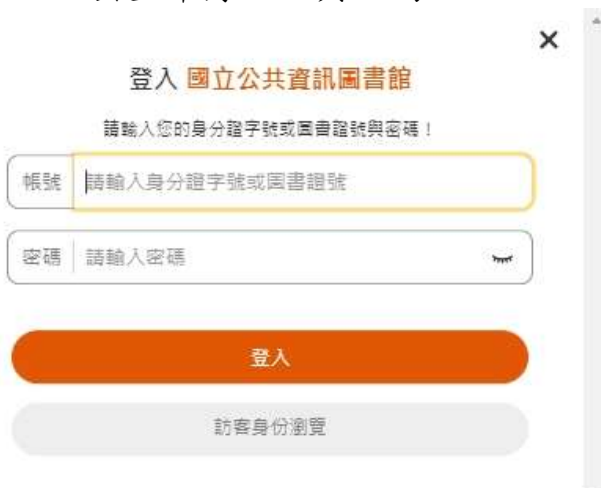 登入 國立公共資訊圖書館
請輸入您的身分證字號或圖書證號與密碼！
帳號 請輸入身分證字號或圖書證號
密碼 請輸入密碼
登入
訪客身份瀏覽